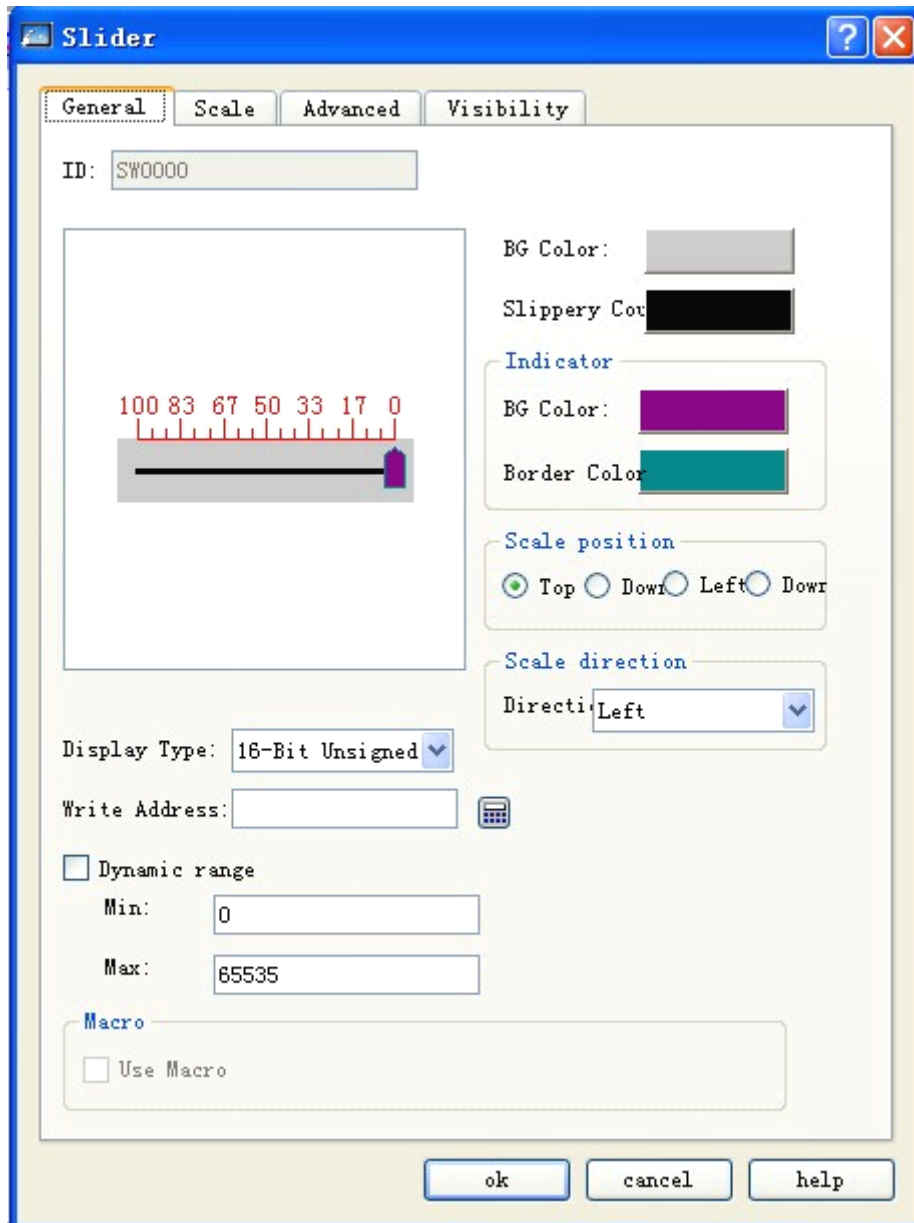 Slider
General Scale Advanced Visibility
ID: SW0000
BG Color:
Slippery Cou
100 83 67 50 33 17 0
Indicator
BG Color:
Border Color
Scale position
Top Down Left Down
Scale direction
Directi Left
Display Type: 16-Bit Unsigned
Write Address:
Dynamic range
Min: 0
Max: 65535
Macro
Use Macro
ok cancel help